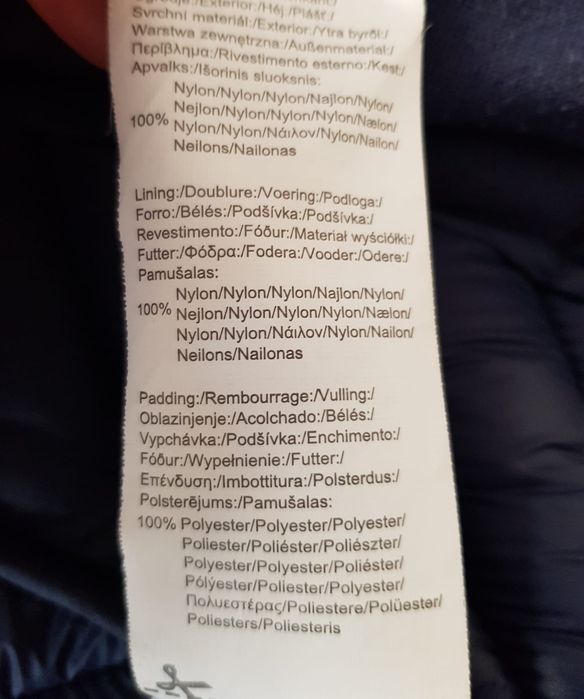 /Exterior:/Héj:/Plášť:/
Svrchní materiál:/Exterior:/Ytra byrði:/
Warstwa zewnętrzna:/Außenmaterial:/
Περίβλημα:/Rivestimento esterno:/Kest:/
Apvalks:/Išorinis sluoksnis:
Nylon/Nylon/Nylon/Najlon/Nylon/
Nejlon/Nylon/Nylon/Nylon/Nælon/
100% Nylon/Nylon/Νάιλον/Nylon/Nailon/
Neilons/Nailonas
Lining:/Doublure:/Voering:/Podloga:/
Forro:/Bélés:/Podšívka:/Podšívka:/
Revestimento:/Fóður:/Materiał wyściółki:/
Futter:/Φόδρα:/Fodera:/Vooder:/Odere:/
Pamušalas:
Nylon/Nylon/Nylon/Najlon/Nylon/
100% Nejlon/Nylon/Nylon/Nylon/Nælon/
Nylon/Nylon/Νάιλον/Nylon/Nailon/
Neilons/Nailonas
Padding:/Rembourrage:/Vulling:/
Oblazinjenje:/Acolchado:/Bélés:/
Vypchávka:/Podšívka:/Enchimento:/
Fóður:/Wypełnienie:/Futter:/
Επένδυση:/Imbottitura:/Polsterdus:/
Polsterējums:/Pamušalas:
100% Polyester/Polyester/Polyester/
Poliester/Poliéster/Poliészter/
Polyester/Polyester/Poliéster/
Pólýester/Poliester/Polyester/
Πολυεστέρας/Poliestere/Polüester/
Poliesters/Poliesteris